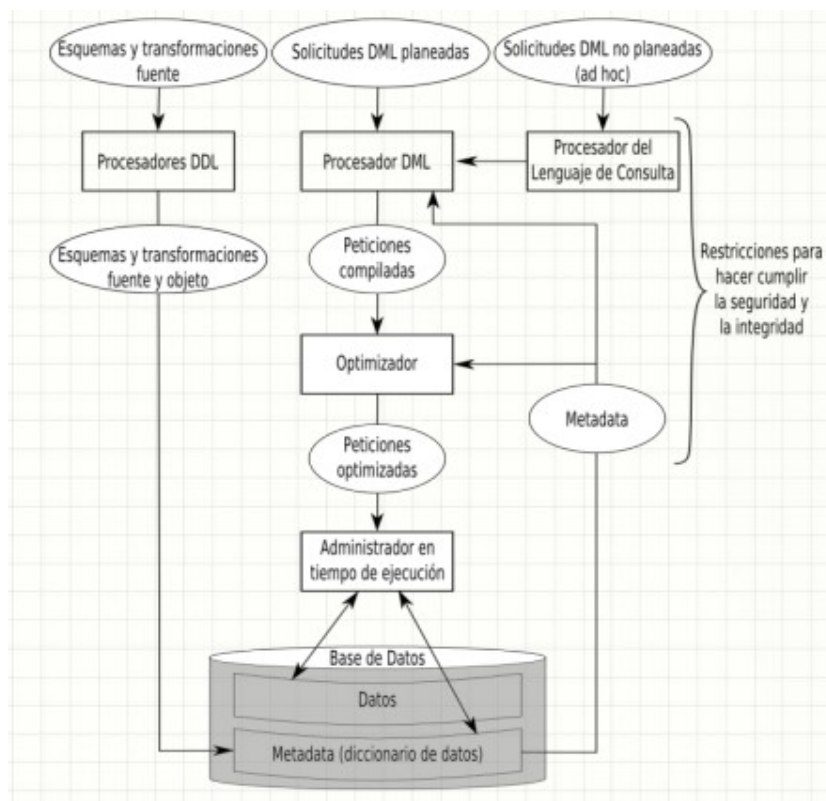 Esquemas y transformaciones
fuente
Solicitudes DML planeadas
Solicitudes DML no planeadas
(ad hoc)
Procesadores DDL
Procesador DML
Procesador del
Lenguaje de Consulta
Esquemas y transformaciones
fuente y objeto
Peticiones
compiladas
Restricciones para
hacer cumplir
la seguridad y
la integridad
Optimizador
Metadata
Peticiones
optimizadas
Administrador en
tiempo de ejecución
Base de Datos
Datos
Metadata (diccionario de datos)